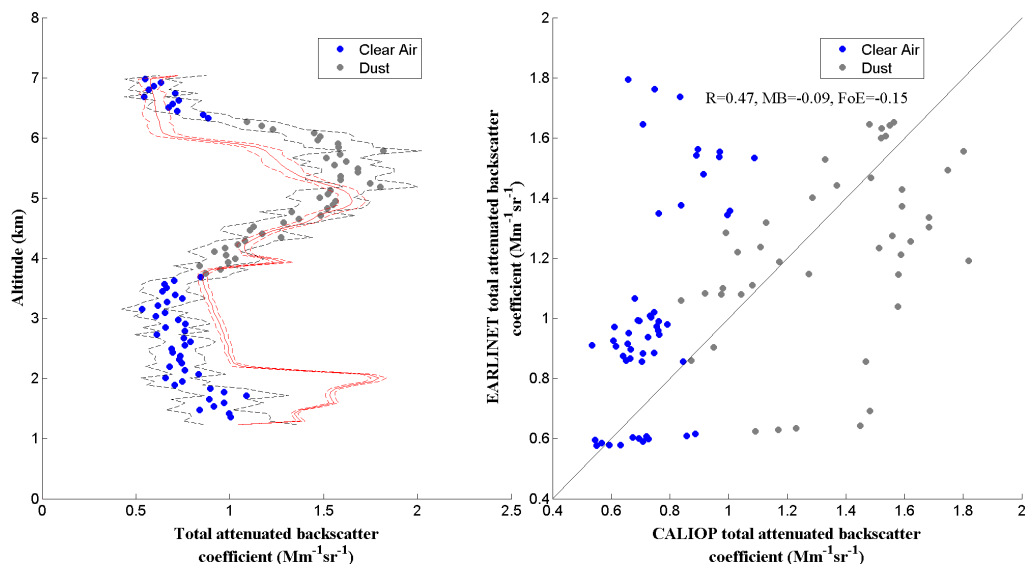 8
7
6
5
4
3
2
1
0
Altitude (km)
0
0.5
1
1.5
2
2.5
Total attenuated backscatter
coefficient (Mm⁻¹sr⁻¹)
Clear Air
Dust
2
1.8
1.6
1.4
1.2
1
0.8
0.6
0.4
EARLINET total attenuated backscatter
coefficient (Mm⁻¹sr⁻¹)
0.4
0.6
0.8
1
1.2
1.4
1.6
1.8
2
CALIOP total attenuated backscatter
coefficient (Mm⁻¹sr⁻¹)
Clear Air
Dust
R=0.47, MB=-0.09, FoE=-0.15